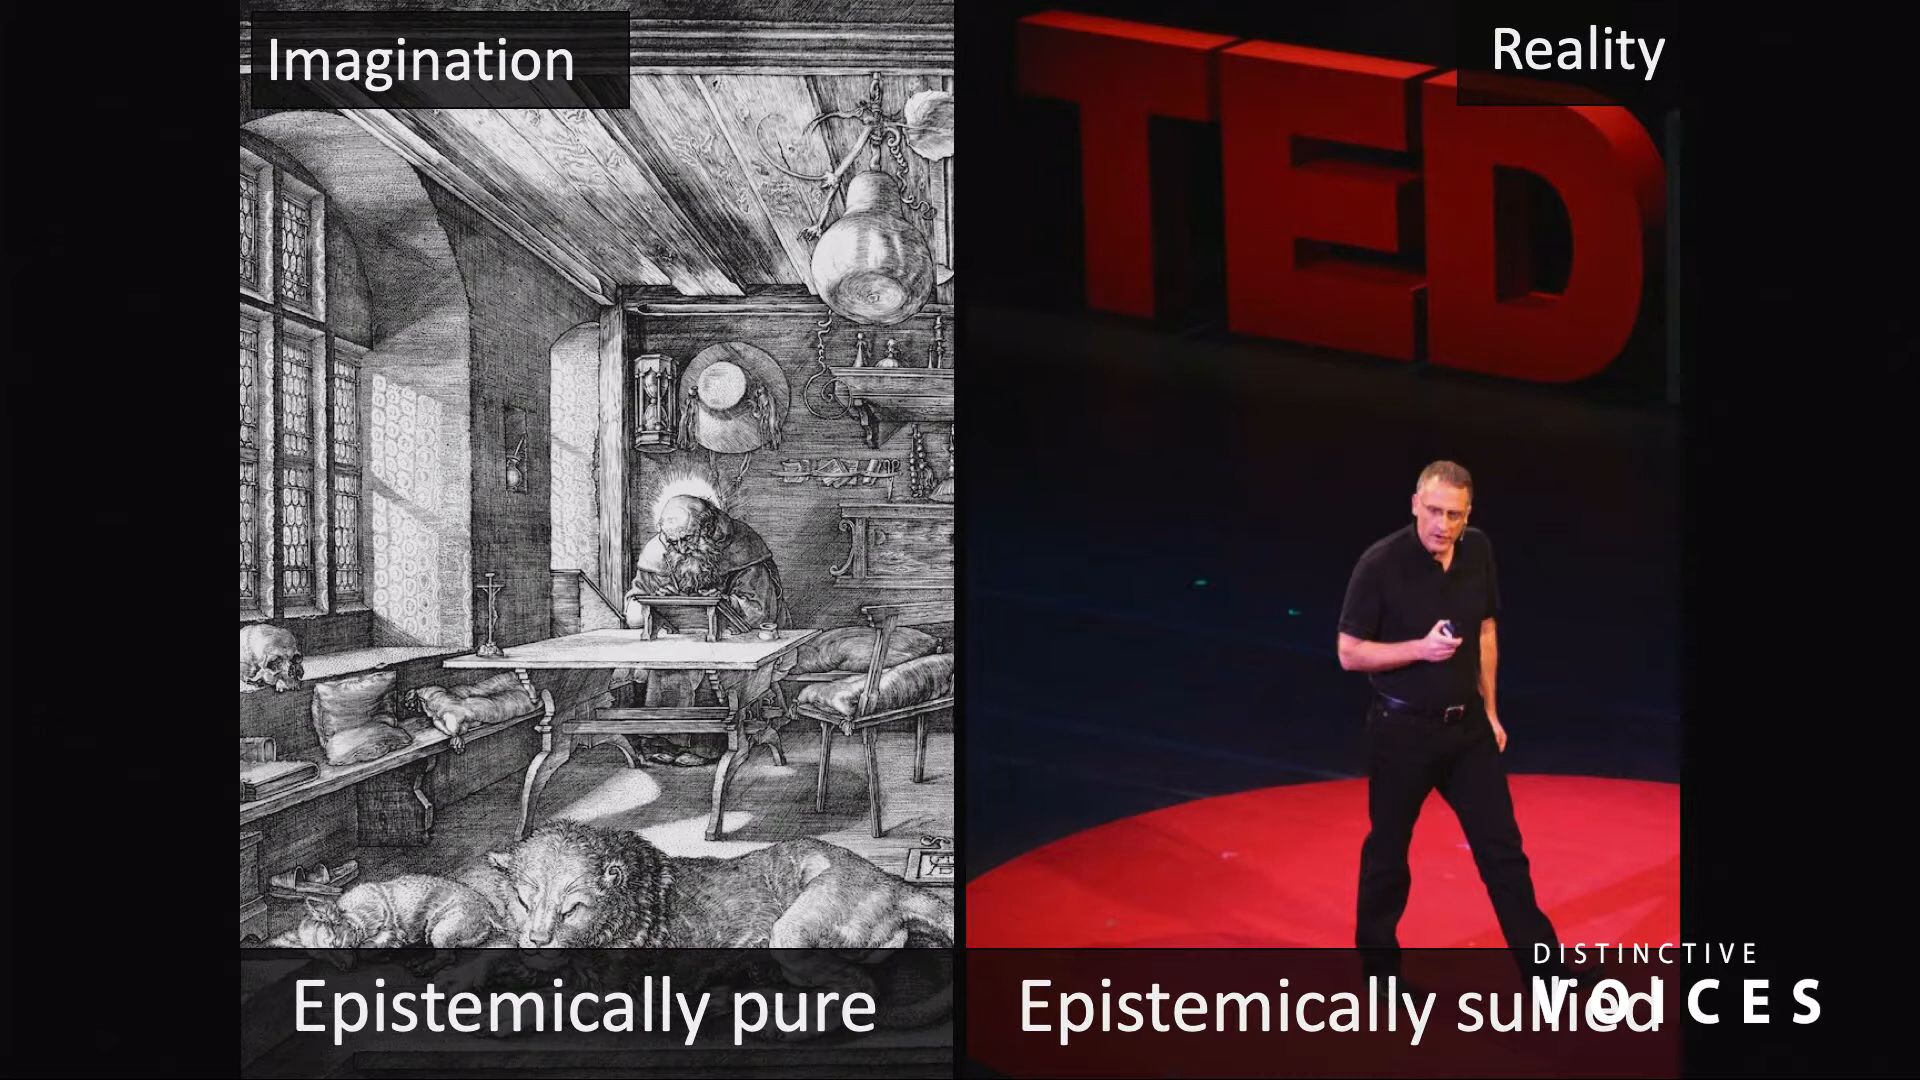 Imagination
Reality
TED
Epistemically pure
Epistemically sullied
DISTINCTIVE
VOICES